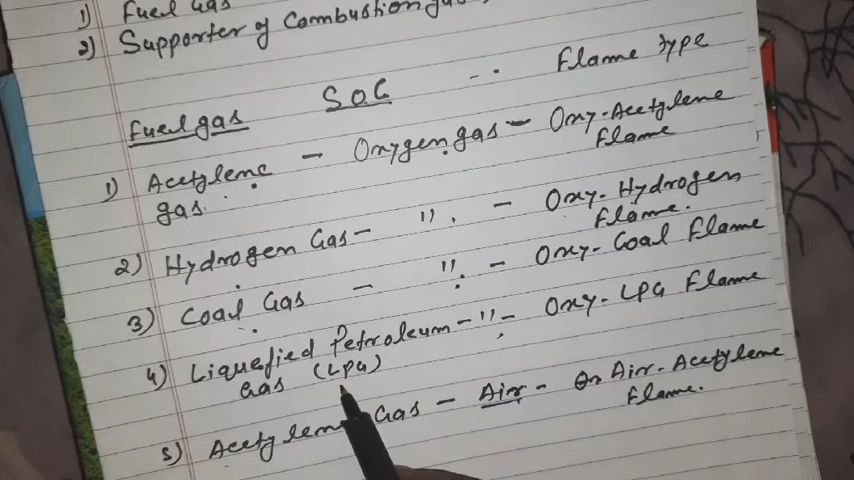 1) Fuel Gas
2) Supporter of Combustion gas
Fuel gas S.O.C -. Flame type
1) Acetylene - Oxygen gas - Oxy-Acetylene
gas. Flame
2) Hydrogen Gas - ". - Oxy-Hydrogen
Flame.
3) Coal Gas - " - Oxy-Coal Flame
4) Liquefied Petroleum - " - Oxy-LPG Flame
Gas (LPG)
5) Acetylene Gas - Air - Air-Acetylene
Flame.